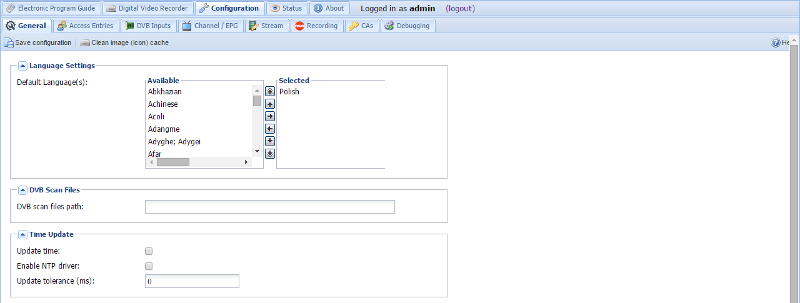 Electronic Program Guide Digital Video Recorder Configuration Status About Logged in as admin (logout)
General Access Entries DVB Inputs Channel / EPG Stream Recording CAs Debugging
Save configuration Clean image (icon) cache He
Language Settings
Default Language(s):
Available
Abkhazian
Achinese
Acoli
Adangme
Adyghe; Adygei
Afar
Selected
Polish
DVB Scan Files
DVB scan files path:
Time Update
Update time:
Enable NTP driver:
Update tolerance (ms): 0